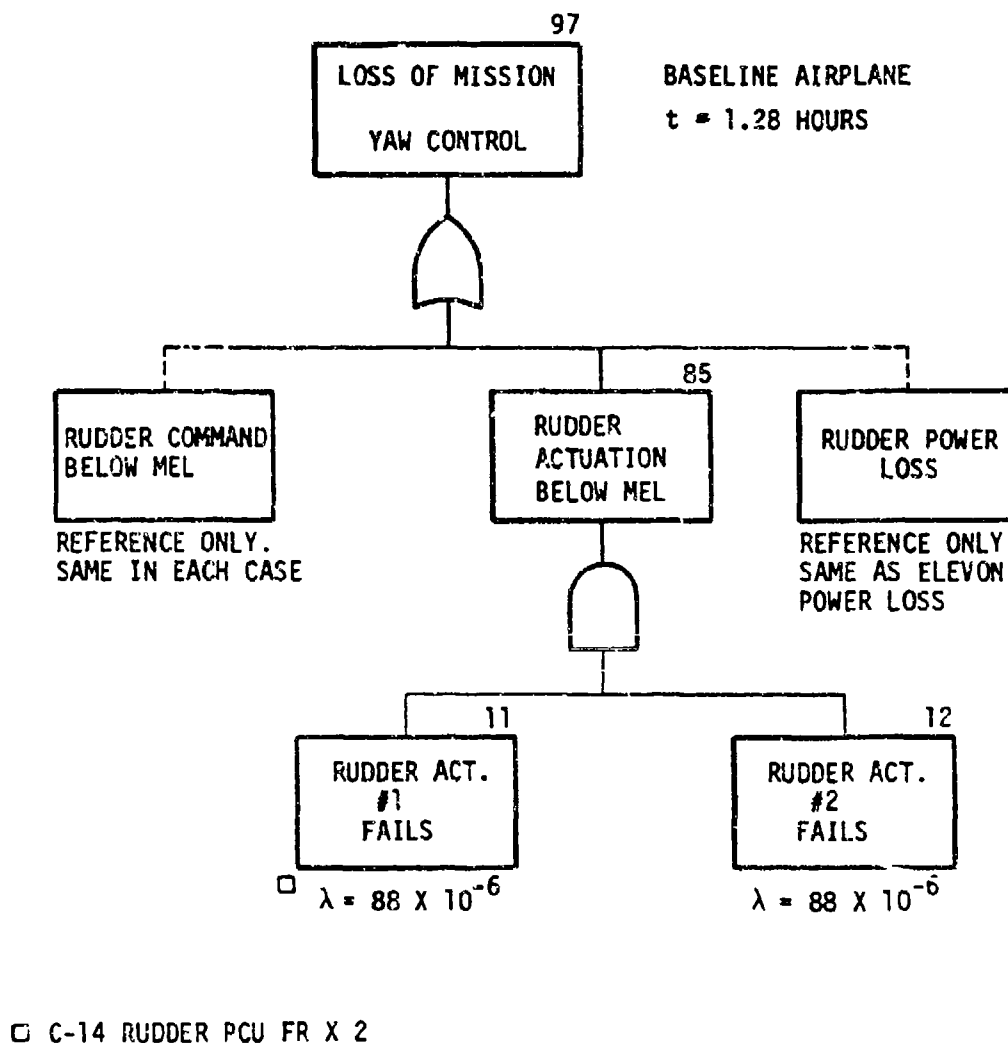 97
LOSS OF MISSION
YAW CONTROL
BASELINE AIRPLANE
t = 1.28 HOURS
RUDDER COMMAND
BELOW MEL
REFERENCE ONLY.
SAME IN EACH CASE
85
RUDDER
ACTUATION
BELOW MEL
RUDDER POWER
LOSS
REFERENCE ONLY
SAME AS ELEVON
POWER LOSS
11
RUDDER ACT.
#1
FAILS
□ λ = 88 X 10⁻⁶
12
RUDDER ACT.
#2
FAILS
λ = 88 X 10⁻⁶
□ C-14 RUDDER PCU FR X 2